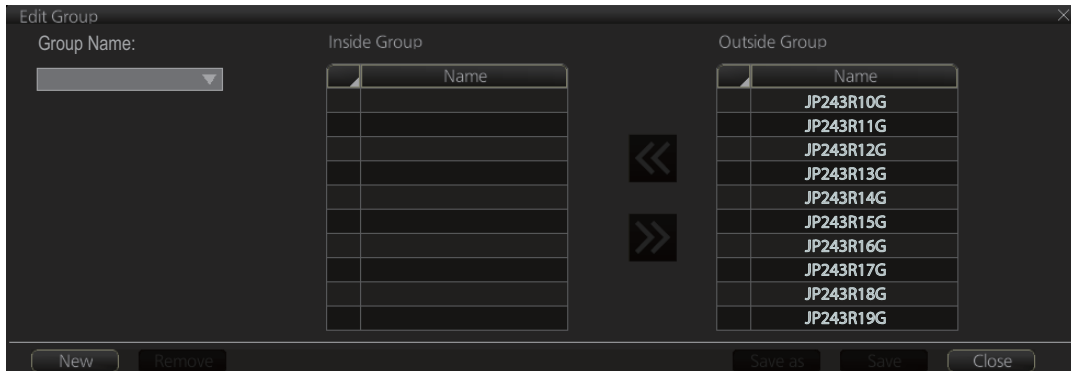 Edit Group
Group Name:
Inside Group
Outside Group
Name
Name
JP243R10G
JP243R11G
JP243R12G
JP243R13G
JP243R14G
JP243R15G
JP243R16G
JP243R17G
JP243R18G
JP243R19G
New
Remove
Save as
Save
Close